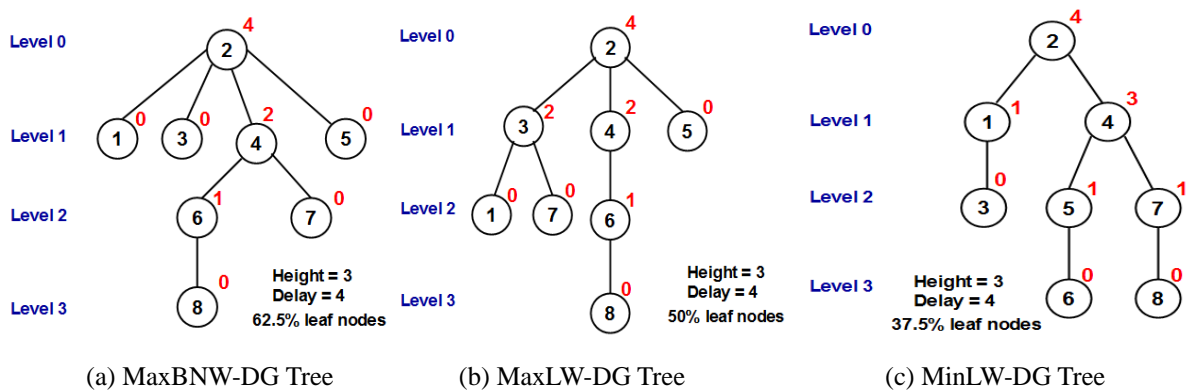 Level 0
4
2
0
0
2
0
Level 1
1
3
4
5
1
0
Level 2
6
7
0
Level 3
8
Height = 3
Delay = 4
62.5% leaf nodes
(a) MaxBNW-DG Tree
Level 0
4
2
2
2
0
Level 1
3
4
5
0
0
1
Level 2
1
7
6
0
Level 3
8
Height = 3
Delay = 4
50% leaf nodes
(b) MaxLW-DG Tree
Level 0
4
2
1
3
Level 1
1
4
0
1
1
Level 2
3
5
7
0
0
Level 3
6
8
Height = 3
Delay = 4
37.5% leaf nodes
(c) MinLW-DG Tree